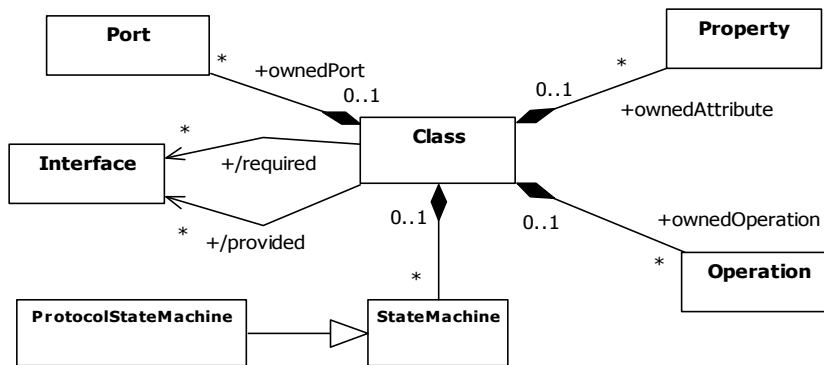 Port
Property
*
*
+ownedPort
0..1
0..1
+ownedAttribute
Class
*
Interface
+/required
*
+/provided
0..1
0..1
+ownedOperation
*
*
Operation
ProtocolStateMachine
StateMachine